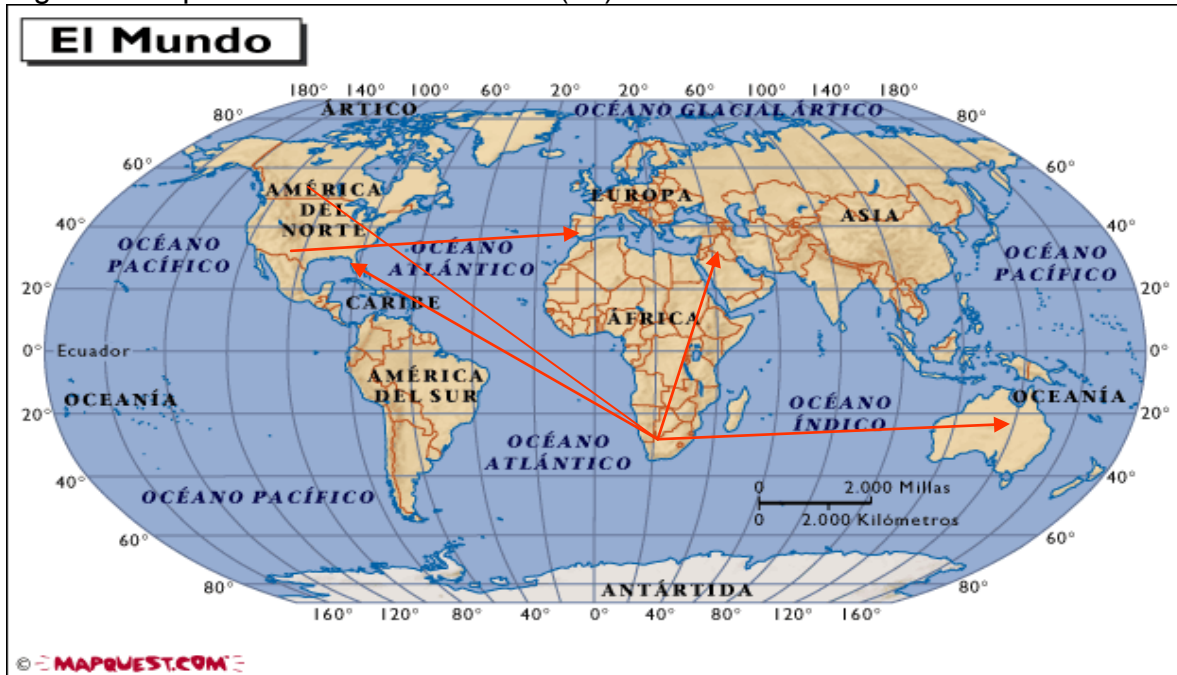 El Mundo
180° 140° 100° 60° 20° 20° 60° 100° 140° 180°
ÁRTICO
OCÉANO GLACIAL ÁRTICO
80° 80°
60° 60°
AMÉRICA
DEL
NORTE
EUROPA
ASIA
40° 40°
OCÉANO
PACÍFICO
OCÉANO
ATLÁNTICO
OCÉANO
PACÍFICO
20° 20°
CARIBE
ÁFRICA
0° Ecuador 0°
AMÉRICA
DEL SUR
OCEANÍA
OCÉANO
ÍNDICO
OCEANÍA
20° 20°
OCÉANO
ATLÁNTICO
40° 40°
OCÉANO PACÍFICO
0 2.000 Millas
0 2.000 Kilómetros
60° 60°
80° 80°
ANTÁRTIDA
160° 120° 80° 40° 0° 40° 80° 120° 160°
© MAPQUEST.COM